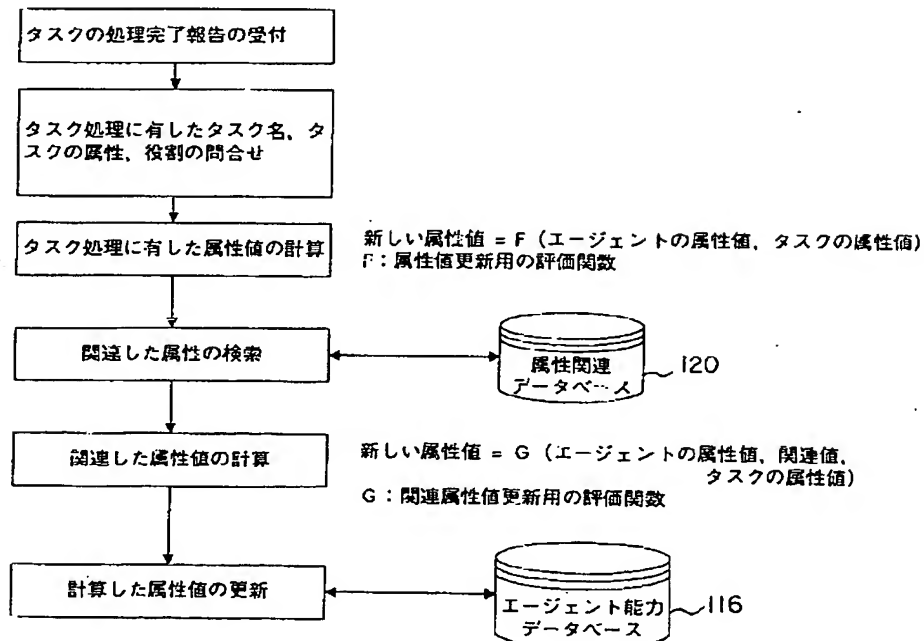 タスクの処理完了報告の受付
タスク処理に有したタスク名、タ
スクの属性、役割の問合せ
タスク処理に有した属性値の計算
新しい属性値 = F (エージェントの属性値、タスクの属性値)
F：属性値更新用の評価関数
関連した属性の検索
属性関連
データベース
120
関連した属性値の計算
新しい属性値 = G (エージェントの属性値、関連値、
タスクの属性値)
G：関連属性値更新用の評価関数
計算した属性値の更新
エージェント能力
データベース
116